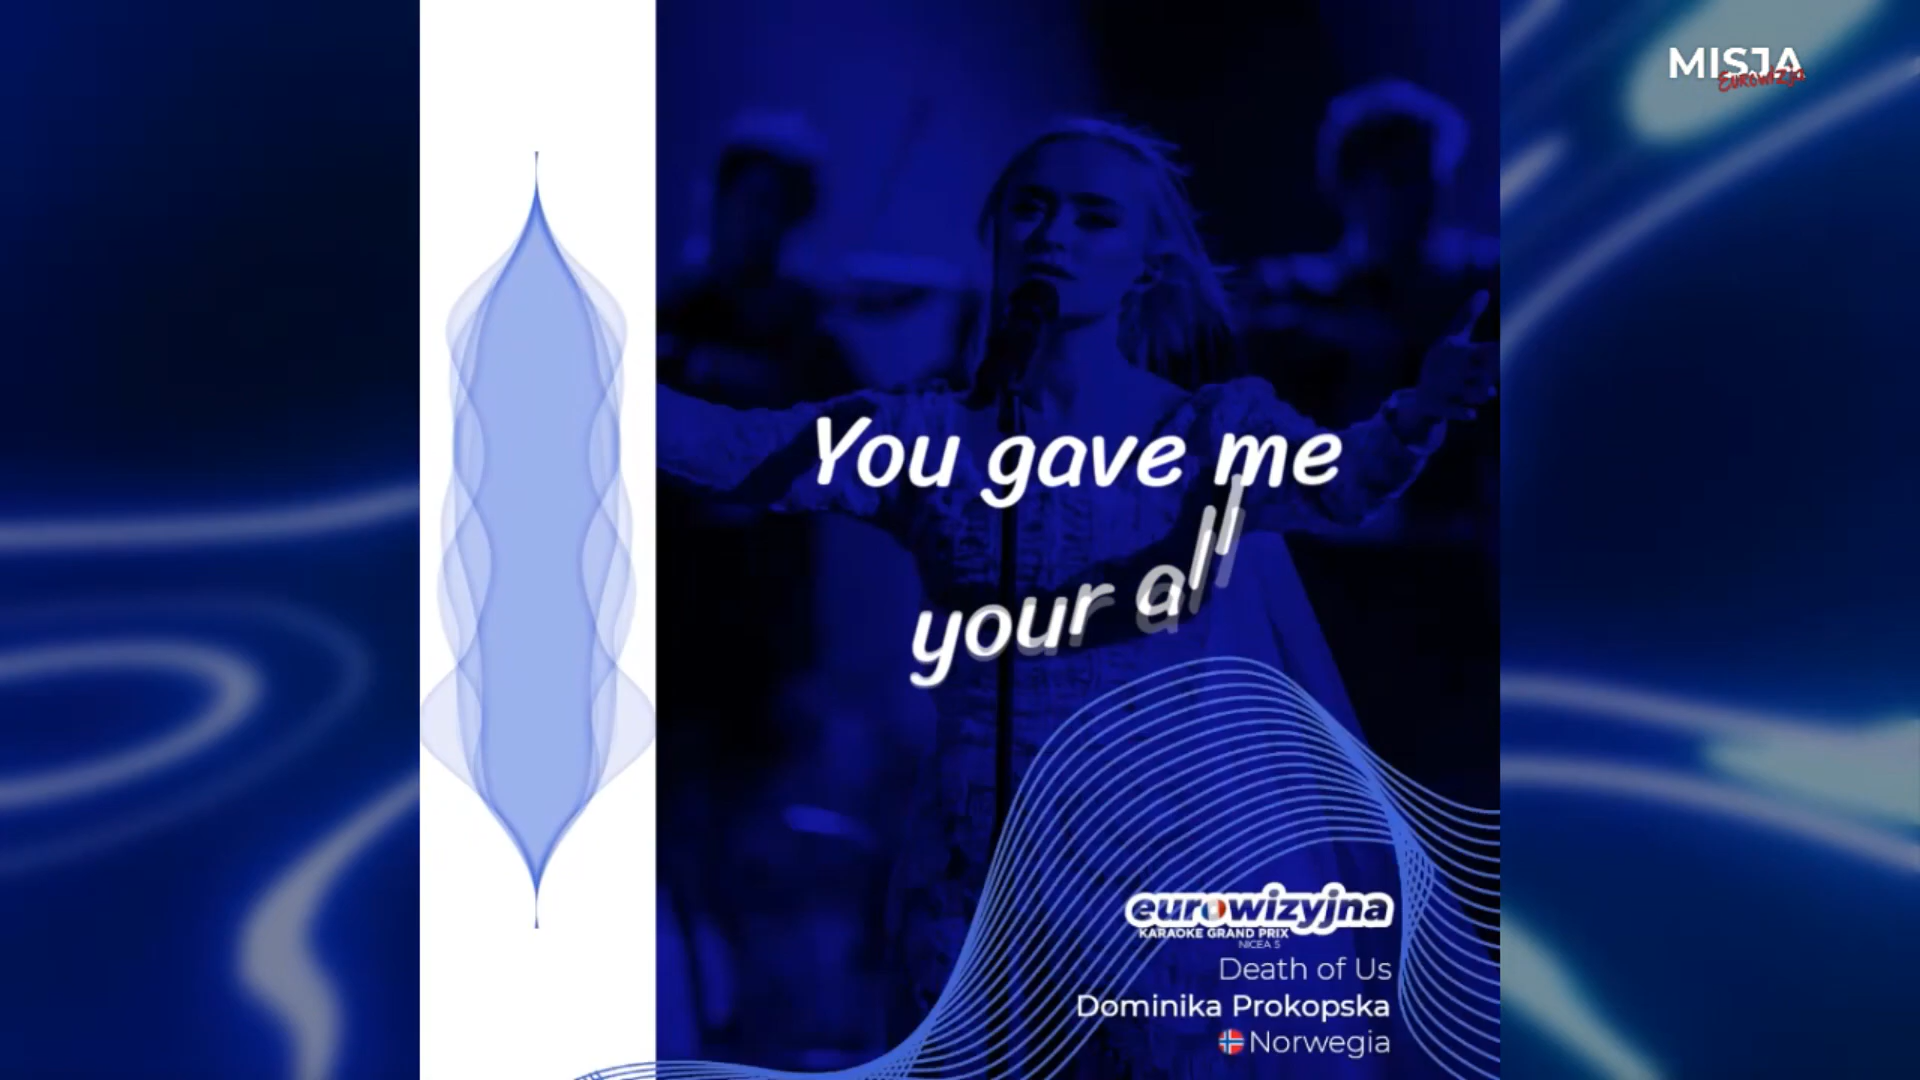 MISJA
Eurowizja
You gave me
your all
eurowizyjna
KARAOKE GRAND PRIX
NICEA 5
Death of Us
Dominika Prokopska
Norwegia